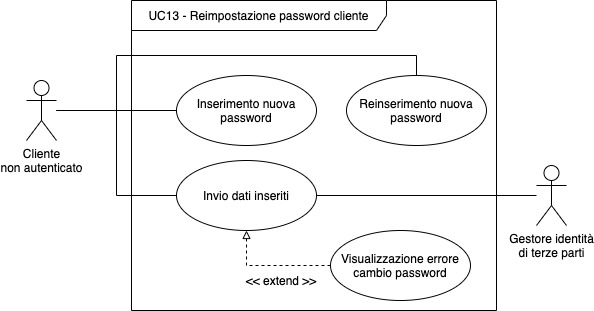 UC13 - Reimpostazione password cliente
Inserimento nuova
password
Reinserimento nuova
password
Cliente
non autenticato
Invio dati inseriti
Gestore identità
di terze parti
Visualizzazione errore
cambio password
<< extend >>